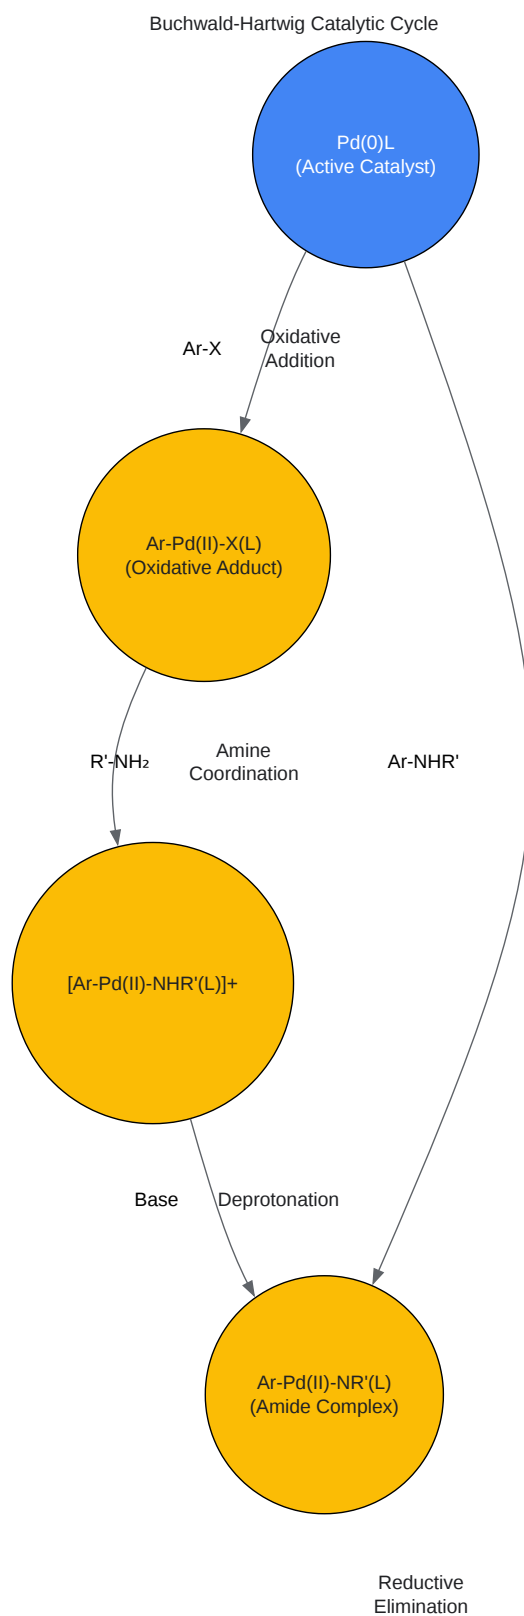 Buchwald-Hartwig Catalytic Cycle
Pd(0)L
(Active Catalyst)
Ar-X
Oxidative
Addition
Ar-Pd(II)-X(L)
(Oxidative Adduct)
R'-NH₂
Amine
Coordination
Ar-NHR'
[Ar-Pd(II)-NHR'(L)]+
Base
Deprotonation
Ar-Pd(II)-NR'(L)
(Amide Complex)
Reductive
Elimination